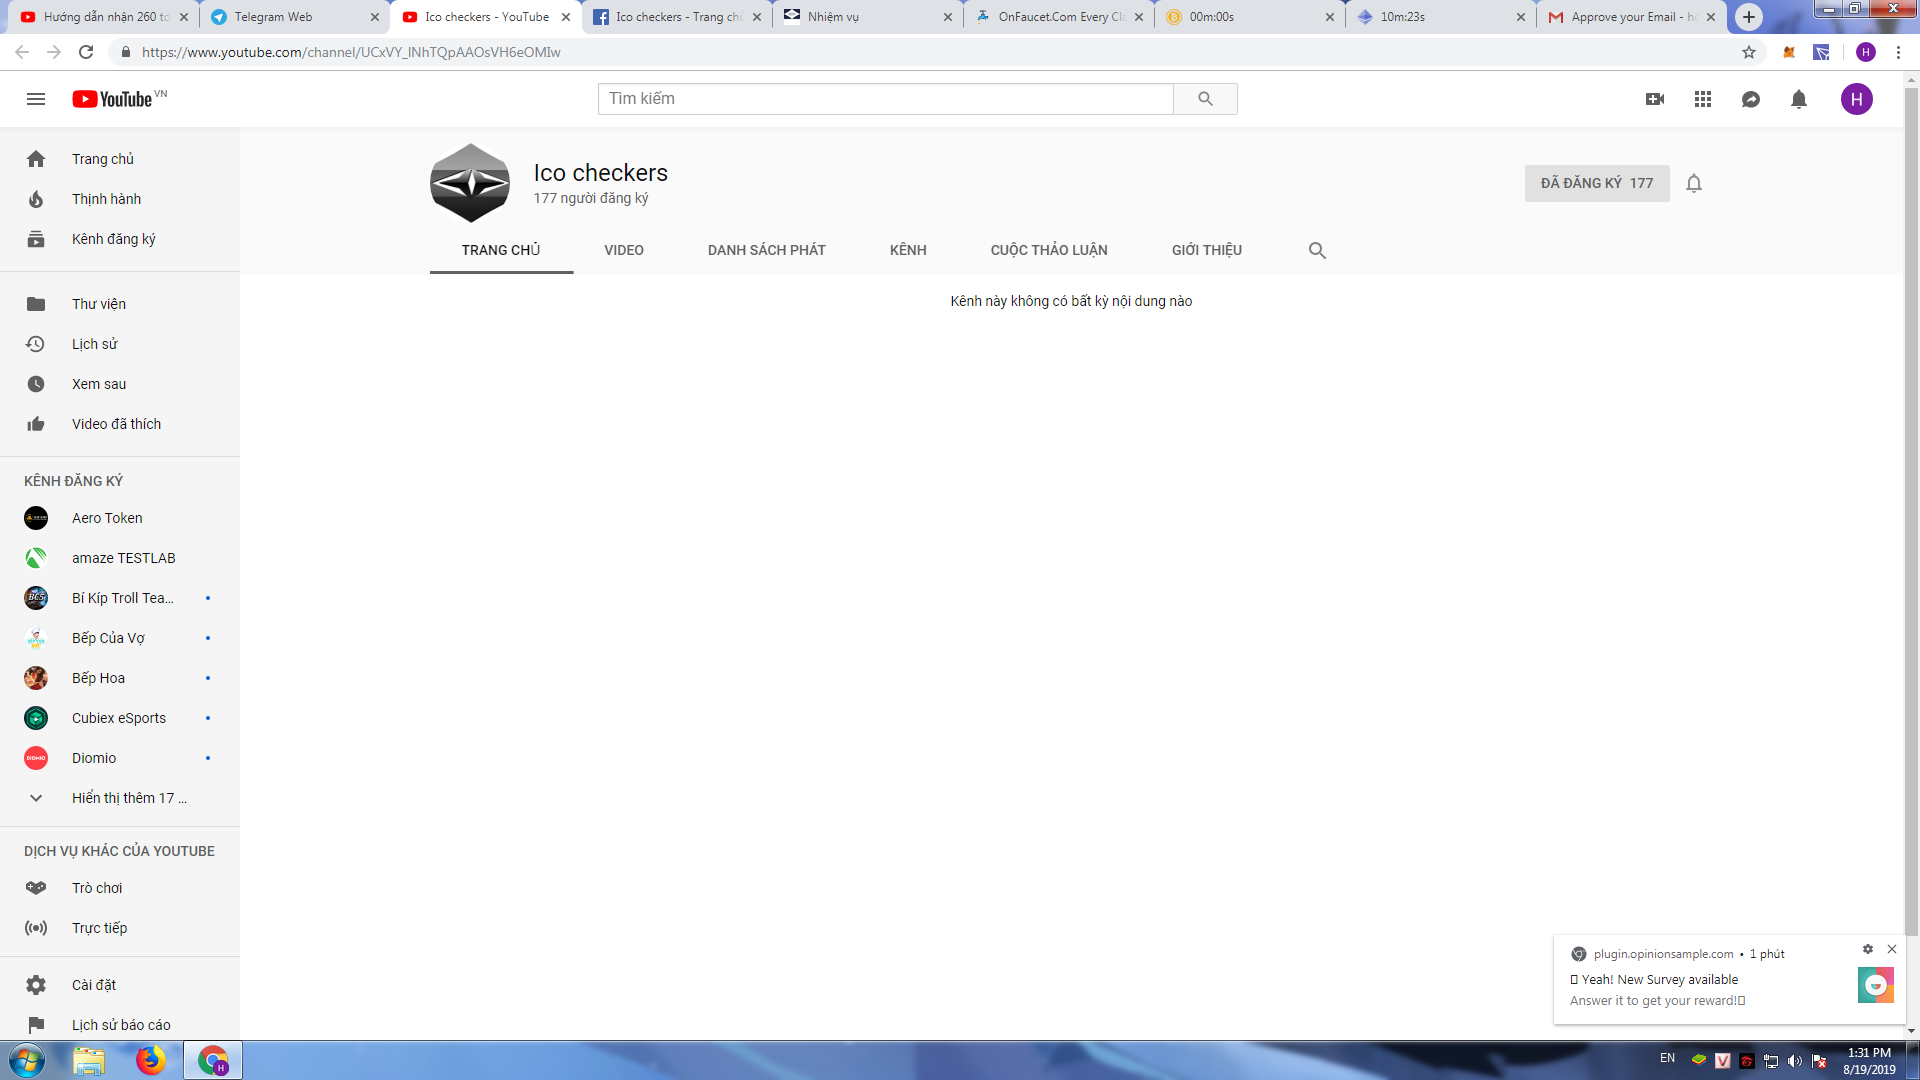 Hướng dẫn nhận 260 to
Telegram Web
Ico checkers - YouTube
Ico checkers - Trang chủ
Nhiệm vụ
OnFaucet.Com Every Cla
00m:00s
10m:23s
Approve your Email - ho
https://www.youtube.com/channel/UCxVY_lNhTQpAAOsVH6eOMIw
H
YouTube VN
Tìm kiếm
H
Trang chủ
Thịnh hành
Kênh đăng ký
Thư viện
Lịch sử
Xem sau
Video đã thích
KÊNH ĐĂNG KÝ
Aero Token
amaze TESTLAB
Bí Kíp Troll Tea...
Bếp Của Vợ
Bếp Hoa
Cubiex eSports
Diomio
Hiển thị thêm 17 ...
DỊCH VỤ KHÁC CỦA YOUTUBE
Trò chơi
Trực tiếp
Cài đặt
Lịch sử báo cáo
Ico checkers
177 người đăng ký
ĐÃ ĐĂNG KÝ 177
TRANG CHỦ
VIDEO
DANH SÁCH PHÁT
KÊNH
CUỘC THẢO LUẬN
GIỚI THIỆU
Kênh này không có bất kỳ nội dung nào
plugin.opinionsample.com • 1 phút
Yeah! New Survey available
Answer it to get your reward!
H
EN
1:31 PM
8/19/2019